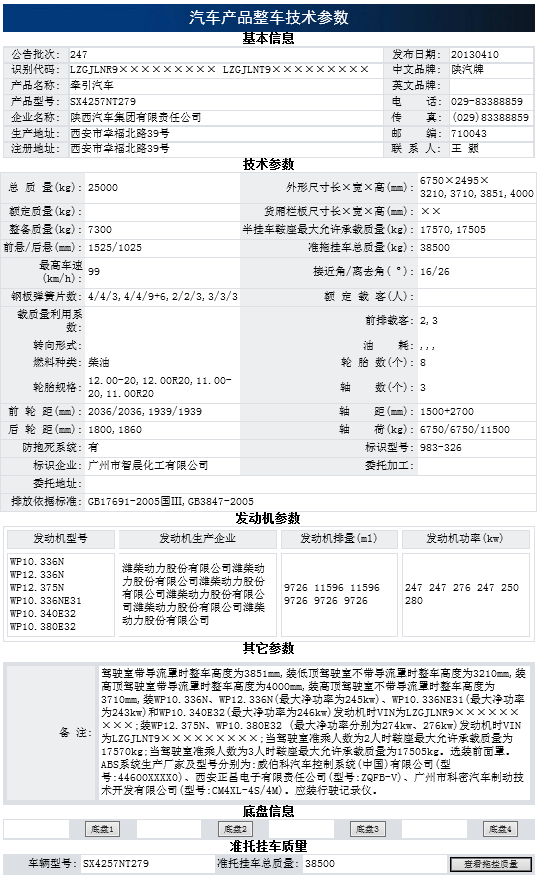 汽车产品整车技术参数
基本信息
公告批次: 247 发布日期: 20130410
识别代码: LZGJLNR9××××××××× LZGJLNT9××××××××× 中文品牌: 陕汽牌
产品名称: 牵引汽车 英文品牌:
产品型号: SX4257NT279 电 话: 029-83388859
企业名称: 陕西汽车集团有限责任公司 传 真: (029)83388859
生产地址: 西安市幸福北路39号 邮 编: 710043
注册地址: 西安市幸福北路39号 联 系 人: 王 颢
技术参数
总 质 量(kg): 25000 外形尺寸长×宽×高(mm): 6750×2495×
3210,3710,3851,4000
额定质量(kg): 货厢栏板尺寸长×宽×高(mm): ××
整备质量(kg): 7300 半挂车鞍座最大允许承载质量(kg): 17570,17505
前悬/后悬(mm): 1525/1025 准拖挂车总质量(kg): 38500
最高车速
(km/h): 99 接近角/离去角( °): 16/26
钢板弹簧片数: 4/4/3,4/4/9+6,2/2/3,3/3/3 额 定 载 客(人):
载质量利用系
数: 前排载客: 2,3
转向形式: 油 耗: ,,,
燃料种类: 柴油 轮 胎 数(个): 8
轮胎规格: 12.00-20,12.00R20,11.00-
20,11.00R20 轴 数(个): 3
前 轮 距(mm): 2036/2036,1939/1939 轴 距(mm): 1500+2700
后 轮 距(mm): 1800,1860 轴 荷(kg): 6750/6750/11500
防抱死系统: 有 标识型号: 983-326
标识企业: 广州市智晨化工有限公司 委托加工:
委托地址:
排放依据标准: GB17691-2005国III,GB3847-2005
发动机参数
发动机型号 发动机生产企业 发动机排量(ml) 发动机功率(kw)
WP10.336N
WP12.336N
WP12.375N
WP10.336NE31
WP10.340E32
WP10.380E32
潍柴动力股份有限公司潍柴动
力股份有限公司潍柴动力股份
有限公司潍柴动力股份有限公
司潍柴动力股份有限公司潍柴
动力股份有限公司
9726 11596 11596
9726 9726 9726
247 247 276 247 250
280
其它参数
备 注:
驾驶室带导流罩时整车高度为3851mm,装低顶驾驶室不带导流罩时整车高度为3210mm,装
高顶驾驶室带导流罩时整车高度为4000mm,装高顶驾驶室不带导流罩时整车高度为
3710mm,装WP10.336N、WP12.336N(最大净功率为245kw)、WP10.336NE31(最大净功率
为243kw)和WP10.340E32(最大净功率为246kw)发动机时VIN为LZGJLNR9××××××
×××;装WP12.375N、WP10.380E32 (最大净功率分别为274kw、276kw)发动机时VIN
为LZGJLNT9×××××××××;当驾驶室准乘人数为2人时鞍座最大允许承载质量为
17570kg;当驾驶室准乘人数为3人时鞍座最大允许承载质量为17505kg。选装前面罩。
ABS系统生产厂家及型号分别为:威伯科汽车控制系统(中国)有限公司(型
号:44600XXXX0)、西安正昌电子有限责任公司(型号:ZQFB-V)、广州市科密汽车制动技
术开发有限公司(型号:CM4XL-4S/4M)。应装行驶记录仪。
底盘信息
底盘1 底盘2 底盘3 底盘4
准托挂车质量
车辆型号: SX4257NT279 准托挂车总质量: 38500 查看拖挂质量